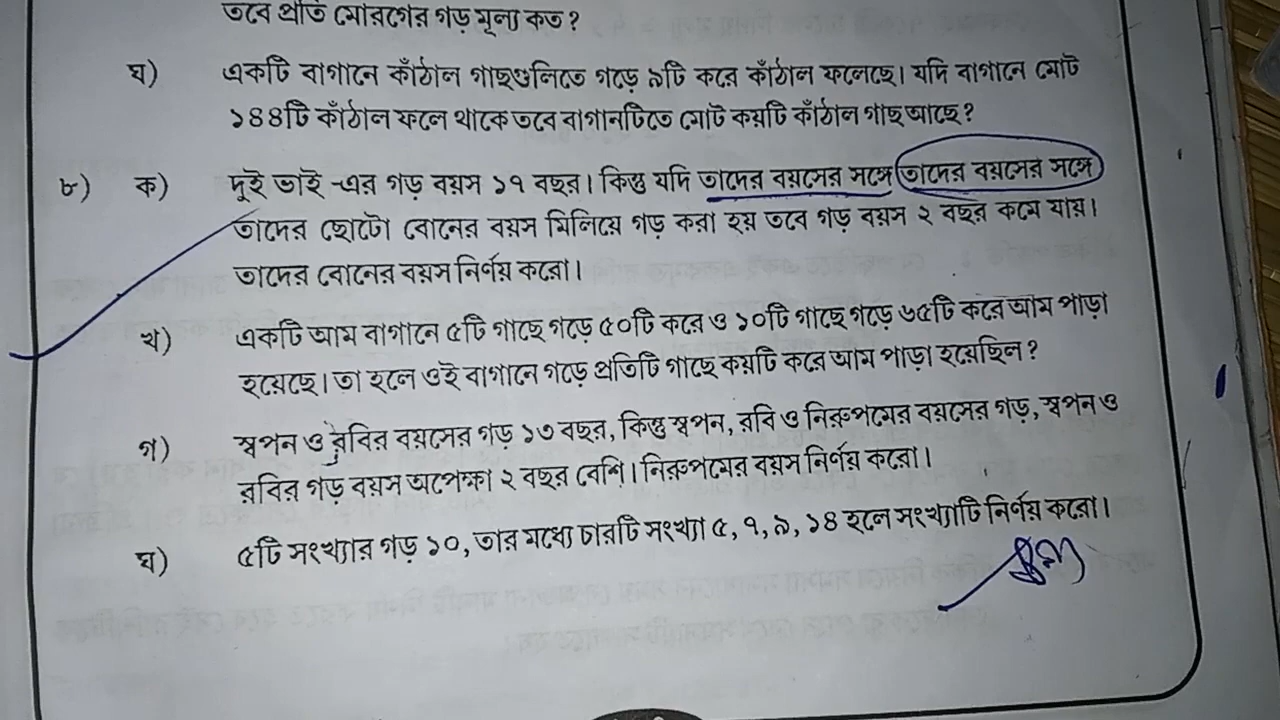 তবে প্রতি মোরগের গড় মূল্য কত?
ঘ) একটি বাগানে কাঁঠাল গাছগুলিতে গড়ে ৯টি করে কাঁঠাল ফলেছে। যদি বাগানে মোট
১৪৪টি কাঁঠাল ফলে থাকে তবে বাগানটিতে মোট কয়টি কাঁঠাল গাছ আছে?
৮) ক) দুই ভাই -এর গড় বয়স ১৭ বছর। কিন্তু যদি তাদের বয়সের সঙ্গে তাদের বয়সের সঙ্গে
তাদের ছোটো বোনের বয়স মিলিয়ে গড় করা হয় তবে গড় বয়স ২ বছর কমে যায়।
তাদের বোনের বয়স নির্ণয় করো।
খ) একটি আম বাগানে ৫টি গাছে গড়ে ৫০টি করে ও ১০টি গাছে গড়ে ৬৫টি করে আম পাড়া
হয়েছে। তা হলে ওই বাগানে গড়ে প্রতিটি গাছে কয়টি করে আম পাড়া হয়েছিল?
গ) স্বপন ও রবির বয়সের গড় ১৩ বছর, কিন্তু স্বপন, রবি ও নিরুপমের বয়সের গড়, স্বপন ও
রবির গড় বয়স অপেক্ষা ২ বছর বেশি। নিরুপমের বয়স নির্ণয় করো।
ঘ) ৫টি সংখ্যার গড় ১০, তার মধ্যে চারটি সংখ্যা ৫, ৭, ৯, ১৪ হলে সংখ্যাটি নির্ণয় করো।